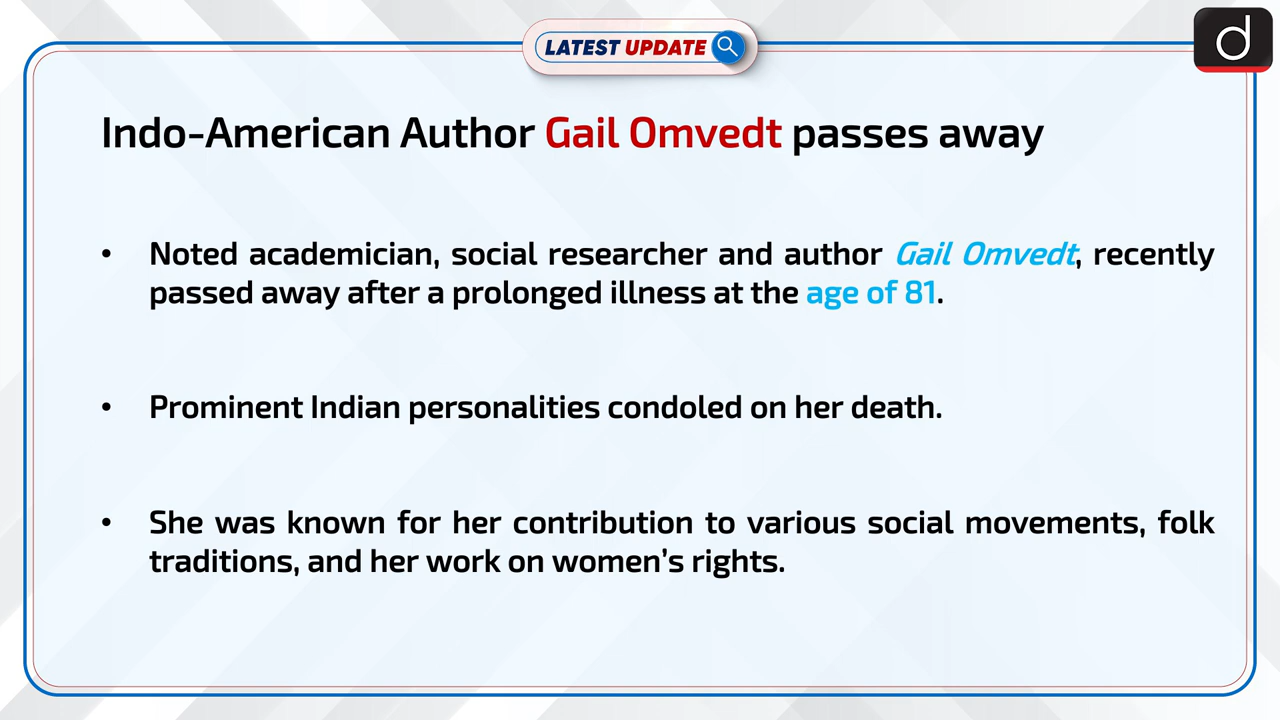 LATEST UPDATE
d
Indo-American Author Gail Omvedt passes away
• Noted academician, social researcher and author Gail Omvedt, recently
passed away after a prolonged illness at the age of 81.
• Prominent Indian personalities condoled on her death.
• She was known for her contribution to various social movements, folk
traditions, and her work on women’s rights.